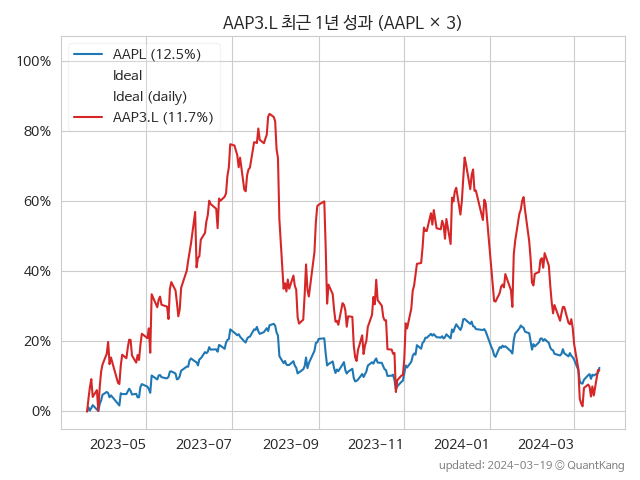 AAP3.L 최근 1년 성과 (AAPL × 3)
AAPL (12.5%)
Ideal
Ideal (daily)
AAP3.L (11.7%)
100%
80%
60%
40%
20%
0%
2023-05 2023-07 2023-09 2023-11 2024-01 2024-03
updated: 2024-03-19 © QuantKang